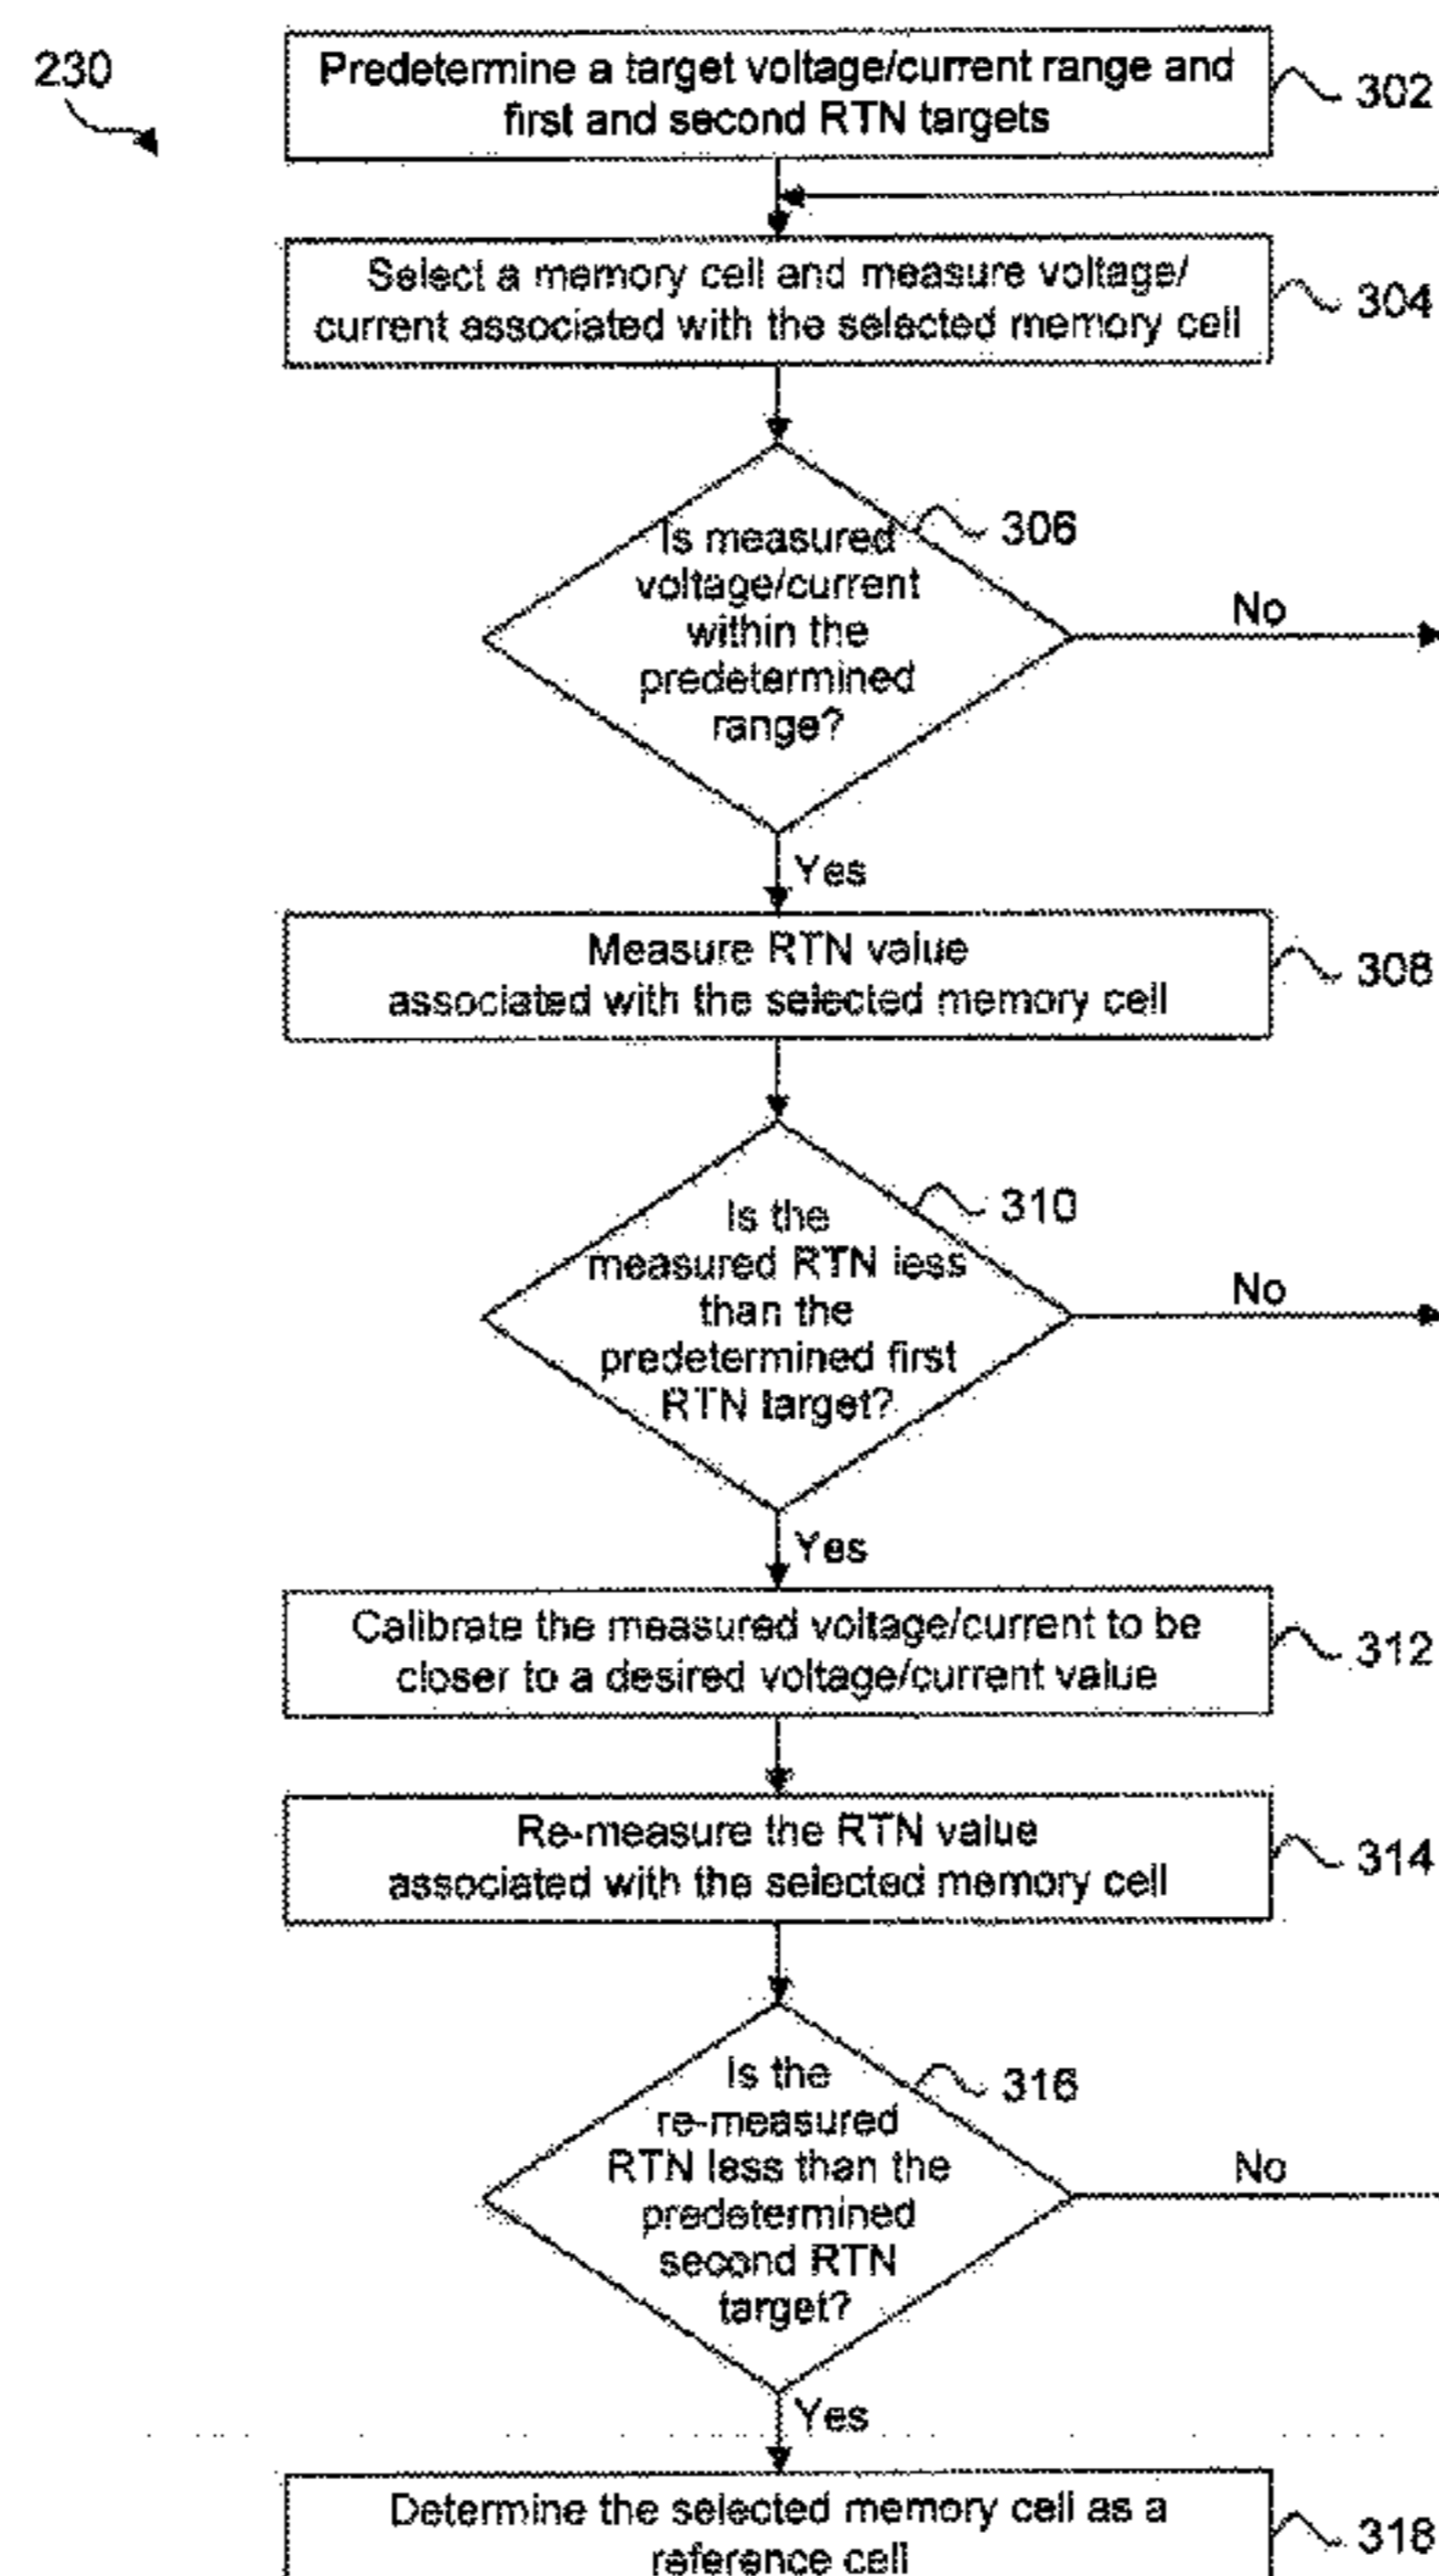 230
Predetermine a target voltage/current range and
first and second RTN targets
302
Select a memory cell and measure voltage/
current associated with the selected memory cell
304
306
Is measured
voltage/current
within the
predetermined
range?
No
Yes
Measure RTN value
associated with the selected memory cell
308
310
Is the
measured RTN less
than the
predetermined first
RTN target?
No
Yes
Calibrate the measured voltage/current to be
closer to a desired voltage/current value
312
Re-measure the RTN value
associated with the selected memory cell
314
316
Is the
re-measured
RTN less than the
predetermined
second RTN
target?
No
Yes
Determine the selected memory cell as a
reference cell
318